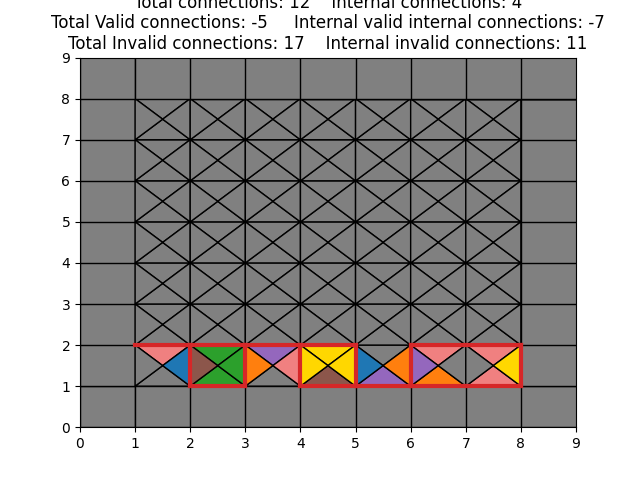 Total connections: 12    Internal connections: 4
Total Valid connections: -5    Internal valid internal connections: -7
Total Invalid connections: 17    Internal invalid connections: 11
9
8
7
6
5
4
3
2
1
0
0 1 2 3 4 5 6 7 8 9